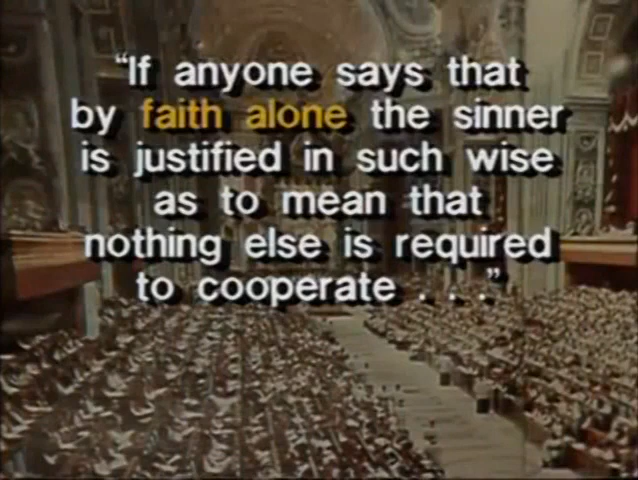 “If anyone says that
by faith alone the sinner
is justified in such wise
as to mean that
nothing else is required
to cooperate . . .”